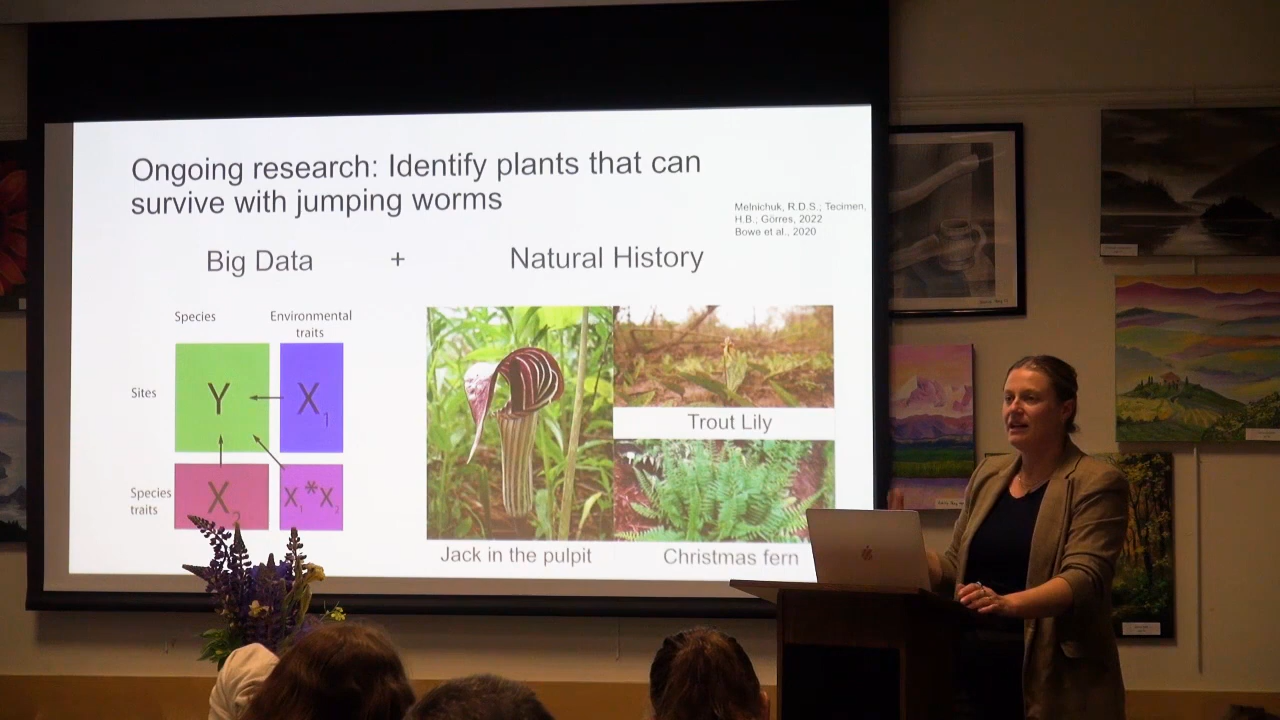 Ongoing research: Identify plants that can
survive with jumping worms
Melnichuk, R.D.S.; Tecimen,
H.B.; Görres, 2022
Bowe et al., 2020
Big Data + Natural History
Species
Environmental
traits
Sites
Y
X1
Species
traits
X2
X1*X2
Trout Lily
Jack in the pulpit
Christmas fern